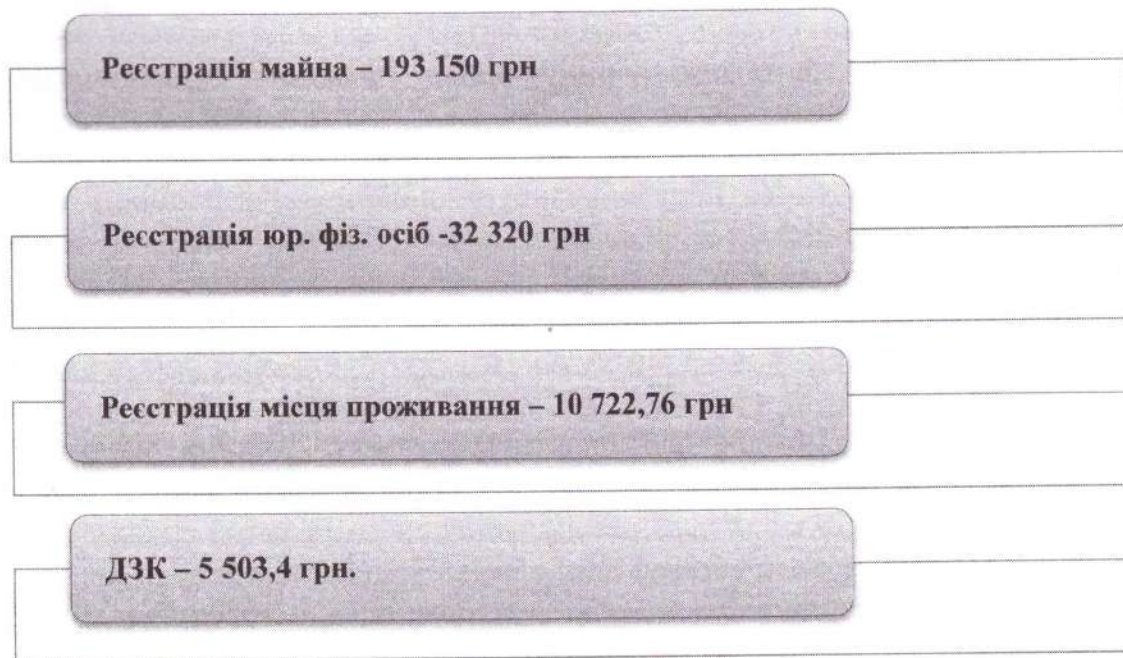 Реєстрація майна – 193 150 грн
Реєстрація юр. фіз. осіб -32 320 грн
Реєстрація місця проживання – 10 722,76 грн
ДЗК – 5 503,4 грн.